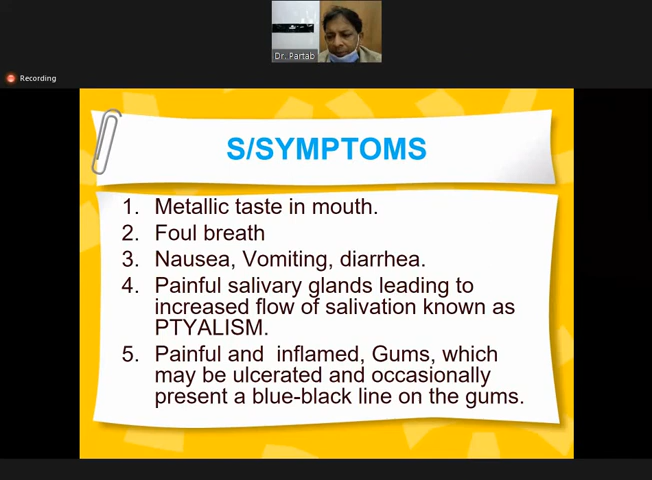 Dr. Partab
Recording
S/SYMPTOMS
1. Metallic taste in mouth.
2. Foul breath
3. Nausea, Vomiting, diarrhea.
4. Painful salivary glands leading to
increased flow of salivation known as
PTYALISM.
5. Painful and inflamed, Gums, which
may be ulcerated and occasionally
present a blue-black line on the gums.